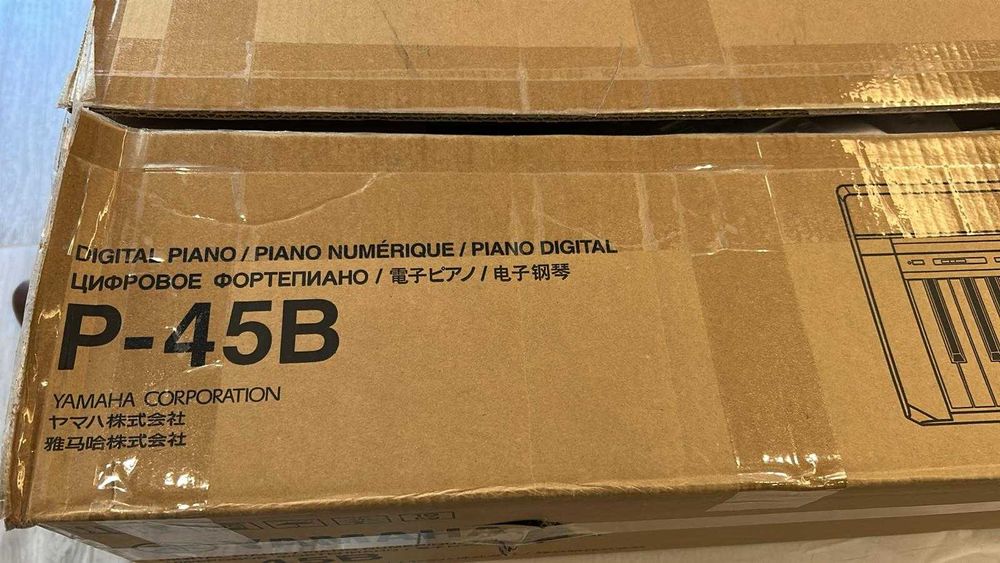 DIGITAL PIANO / PIANO NUMÉRIQUE / PIANO DIGITAL
ЦИФРОВОЕ ФОРТЕПИАНО / 電子ピアノ / 电子钢琴
P-45B
YAMAHA CORPORATION
ヤマハ株式会社
雅马哈株式会社